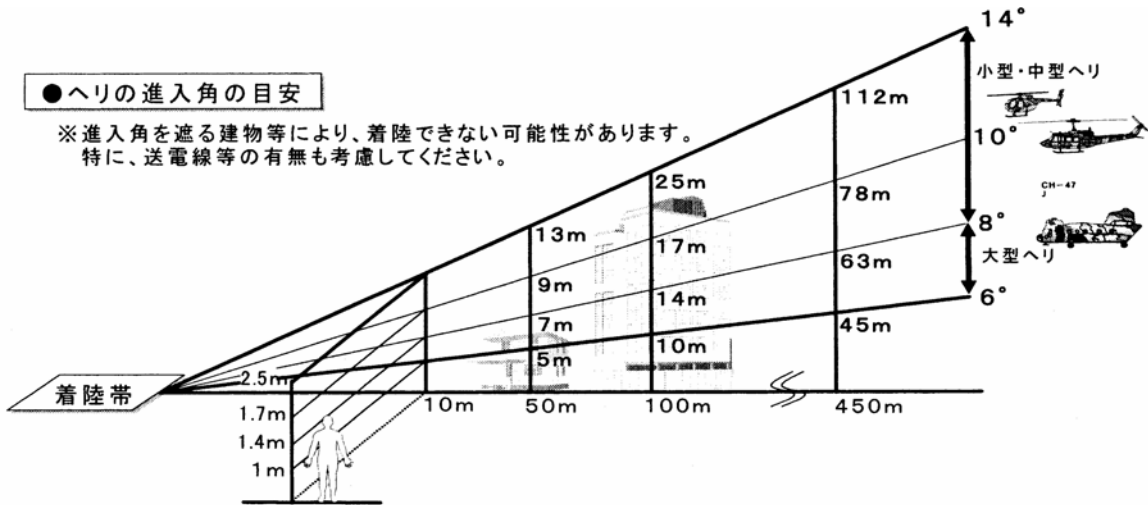 ●ヘリの進入角の目安
※進入角を遮る建物等により、着陸できない可能性があります。
特に、送電線等の有無も考慮してください。
14°
小型・中型ヘリ
10°
CH-47
J
8°
大型ヘリ
6°
112m
78m
63m
45m
25m
17m
14m
10m
13m
9m
7m
5m
2.5m
1.7m
1.4m
1m
着陸帯
10m
50m
100m
450m